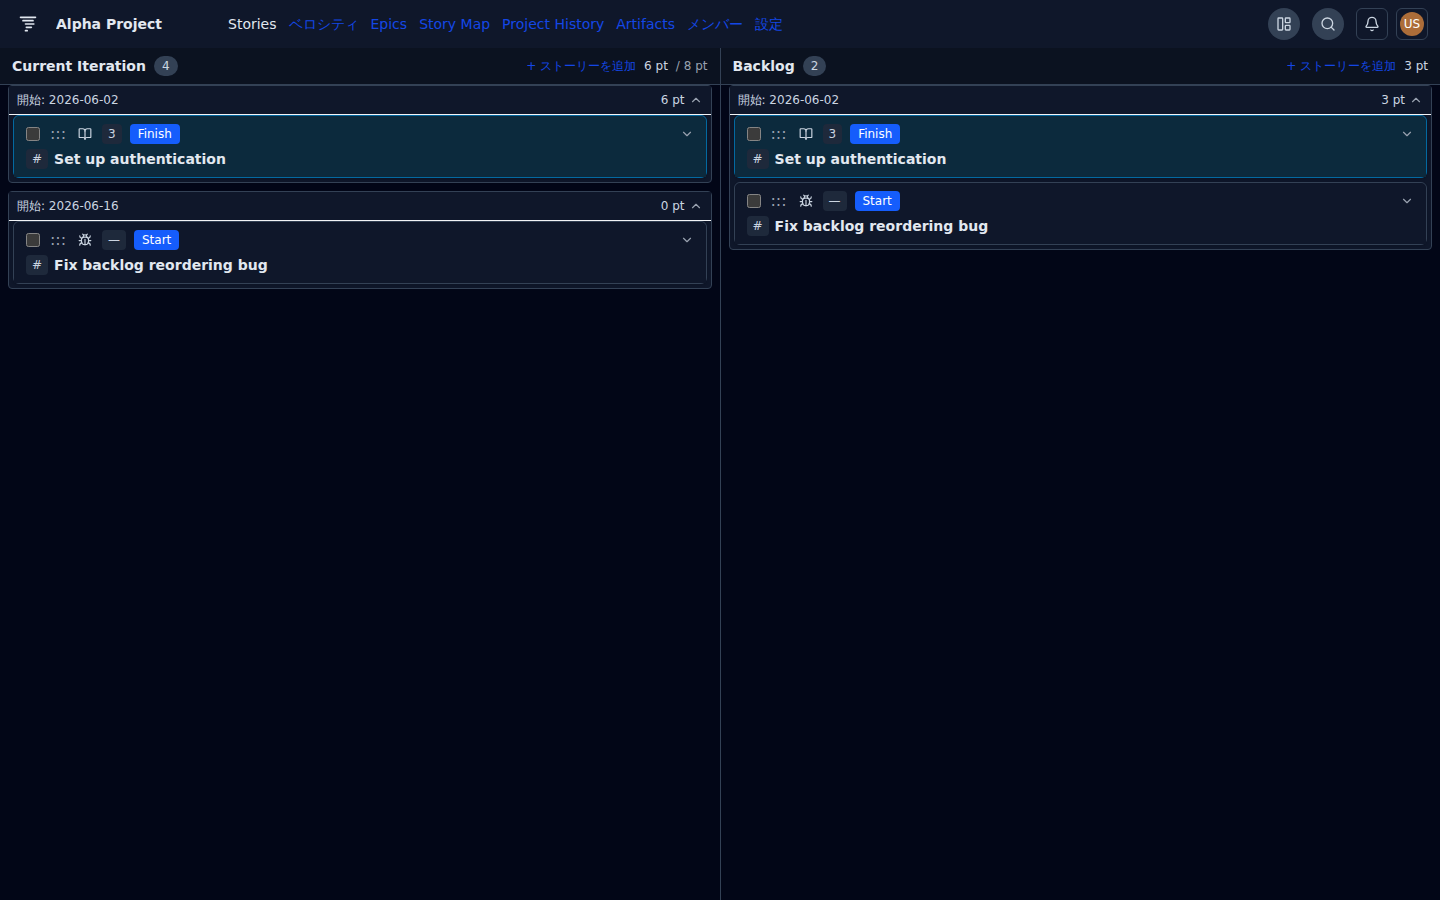 Alpha Project Stories ベロシティ Epics Story Map Project History Artifacts メンバー 設定 US
Current Iteration 4 + ストーリーを追加 6 pt / 8 pt
開始: 2026-06-02 6 pt
3 Finish
# Set up authentication
開始: 2026-06-16 0 pt
— Start
# Fix backlog reordering bug
Backlog 2 + ストーリーを追加 3 pt
開始: 2026-06-02 3 pt
3 Finish
# Set up authentication
— Start
# Fix backlog reordering bug